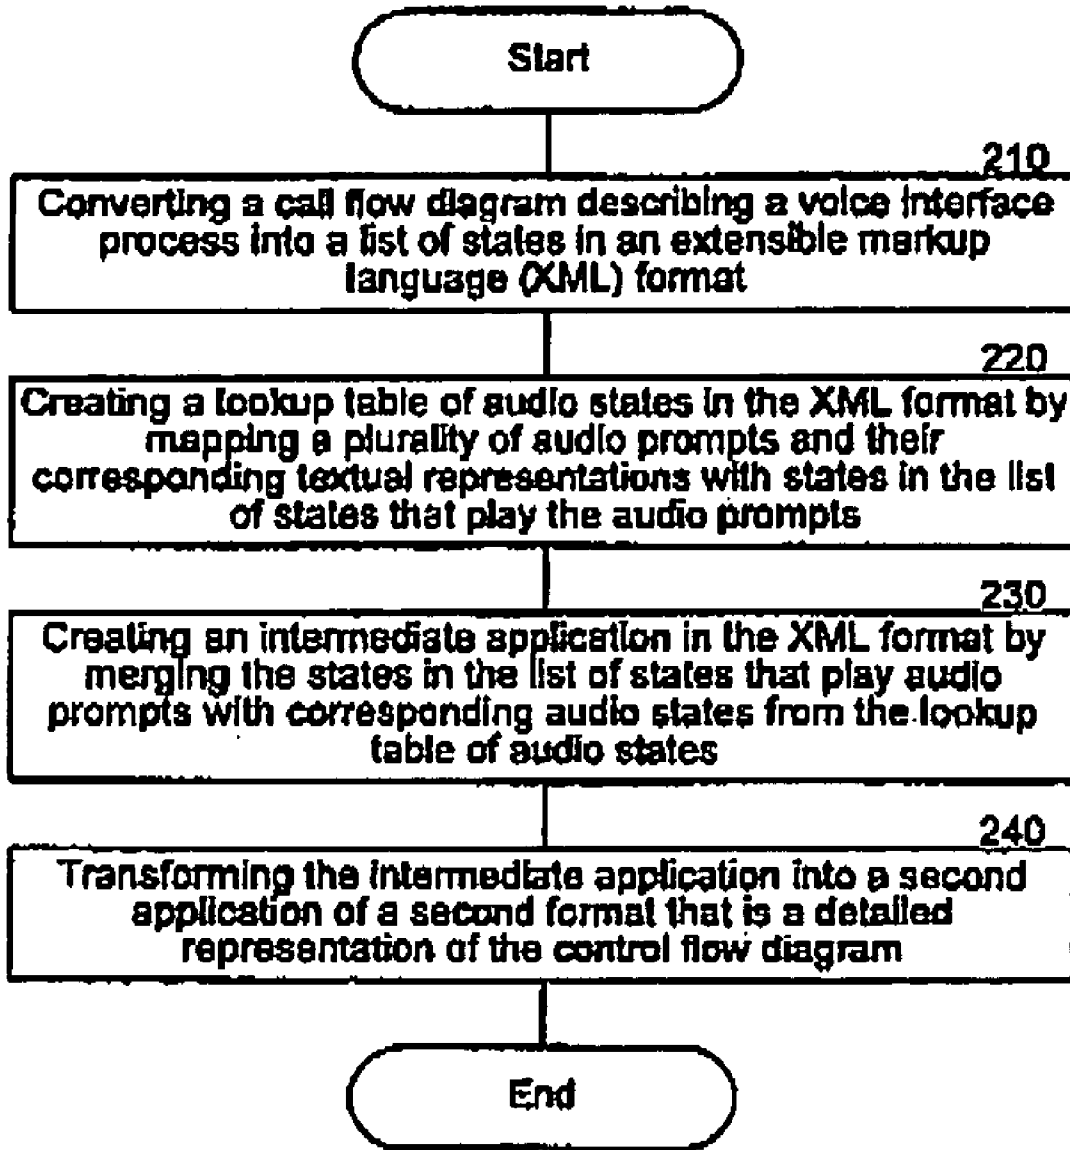 Start
210
Converting a call flow diagram describing a voice interface
process into a list of states in an extensible markup
language (XML) format
220
Creating a lookup table of audio states in the XML format by
mapping a plurality of audio prompts and their
corresponding textual representations with states in the list
of states that play the audio prompts
230
Creating an intermediate application in the XML format by
merging the states in the list of states that play audio
prompts with corresponding audio states from the lookup
table of audio states
240
Transforming the intermediate application into a second
application of a second format that is a detailed
representation of the control flow diagram
End